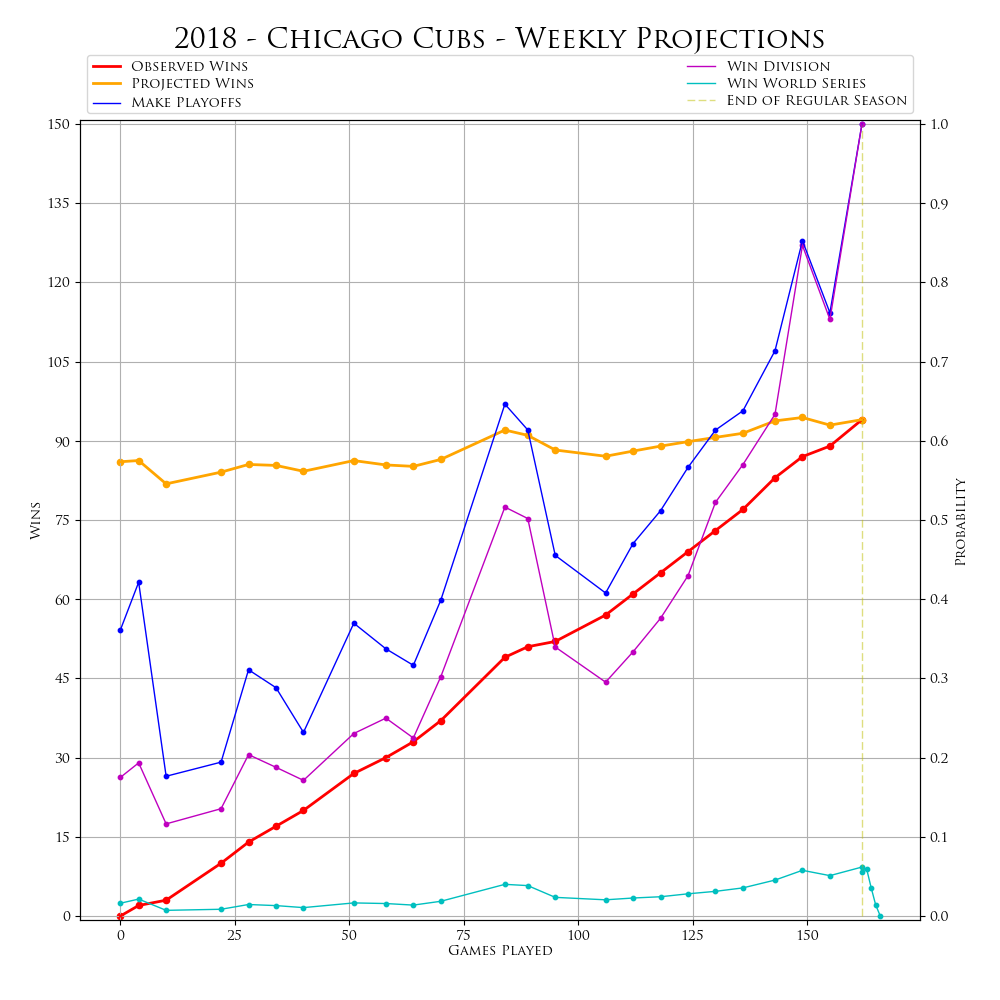 2018 - Chicago Cubs - Weekly Projections
Observed Wins
Projected Wins
Make Playoffs
Win Division
Win World Series
End of Regular Season
150
135
120
105
90
75
60
45
30
15
0
Wins
1.0
0.9
0.8
0.7
0.6
0.5
0.4
0.3
0.2
0.1
0.0
Probability
0 25 50 75 100 125 150
Games Played